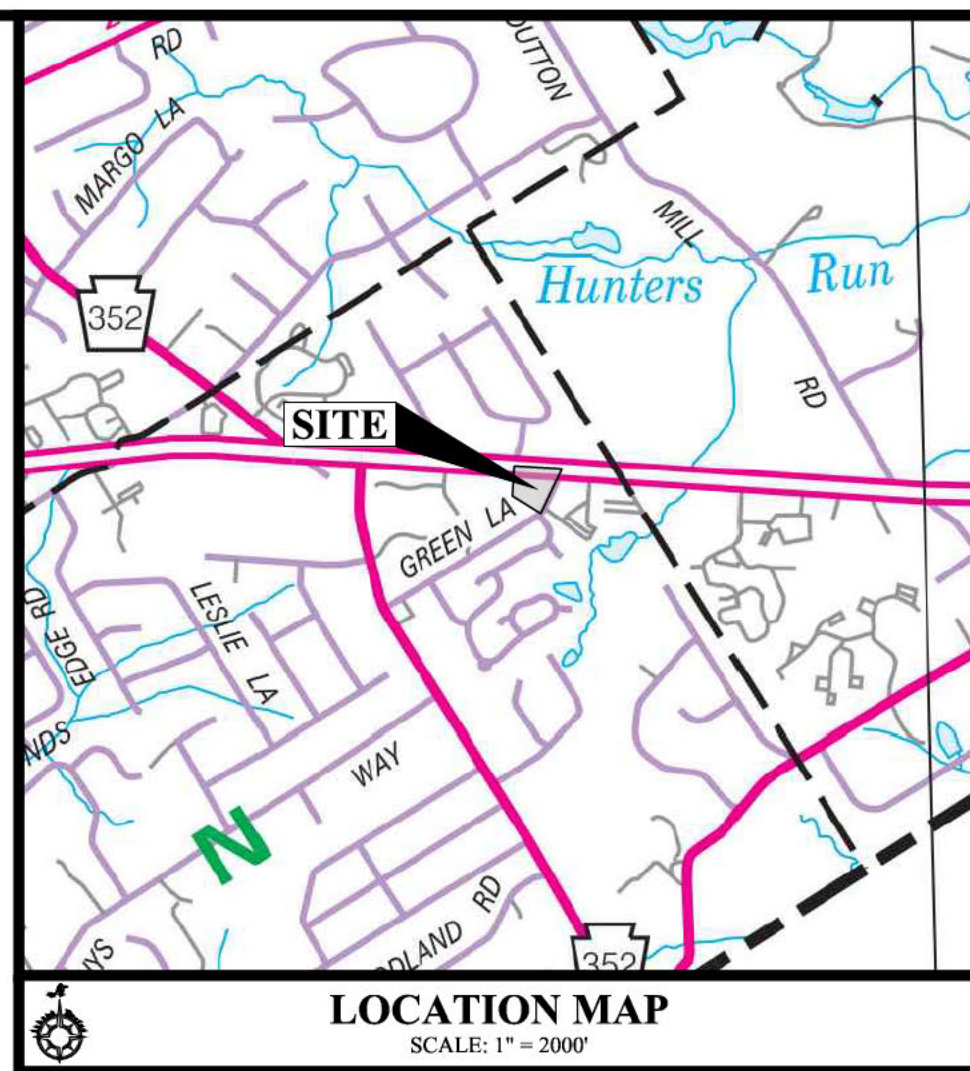 RD
DUTTON
MARGO LA
MILL
Hunters
Run
352
RD
SITE
GREEN LA
EDGE RD
LESLIE
LA
NDS
WAY
N
RD
DLAND
YS
352
LOCATION MAP
SCALE: 1" = 2000'